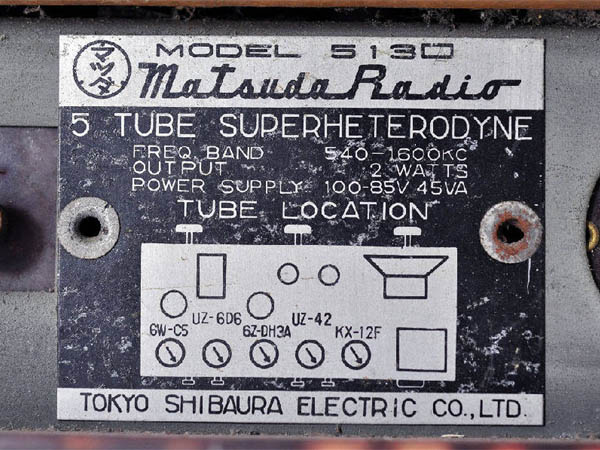 マツダ
MODEL 513D
Matsuda Radio
5 TUBE SUPERHETERODYNE
FREQ. BAND 540-1600KC
OUTPUT 2 WATTS
POWER SUPPLY 100-85V 45VA
TUBE LOCATION
6W-C5 UZ-6D6 6Z-DH3A UZ-42 KX-12F
TOKYO SHIBAURA ELECTRIC CO.,LTD.